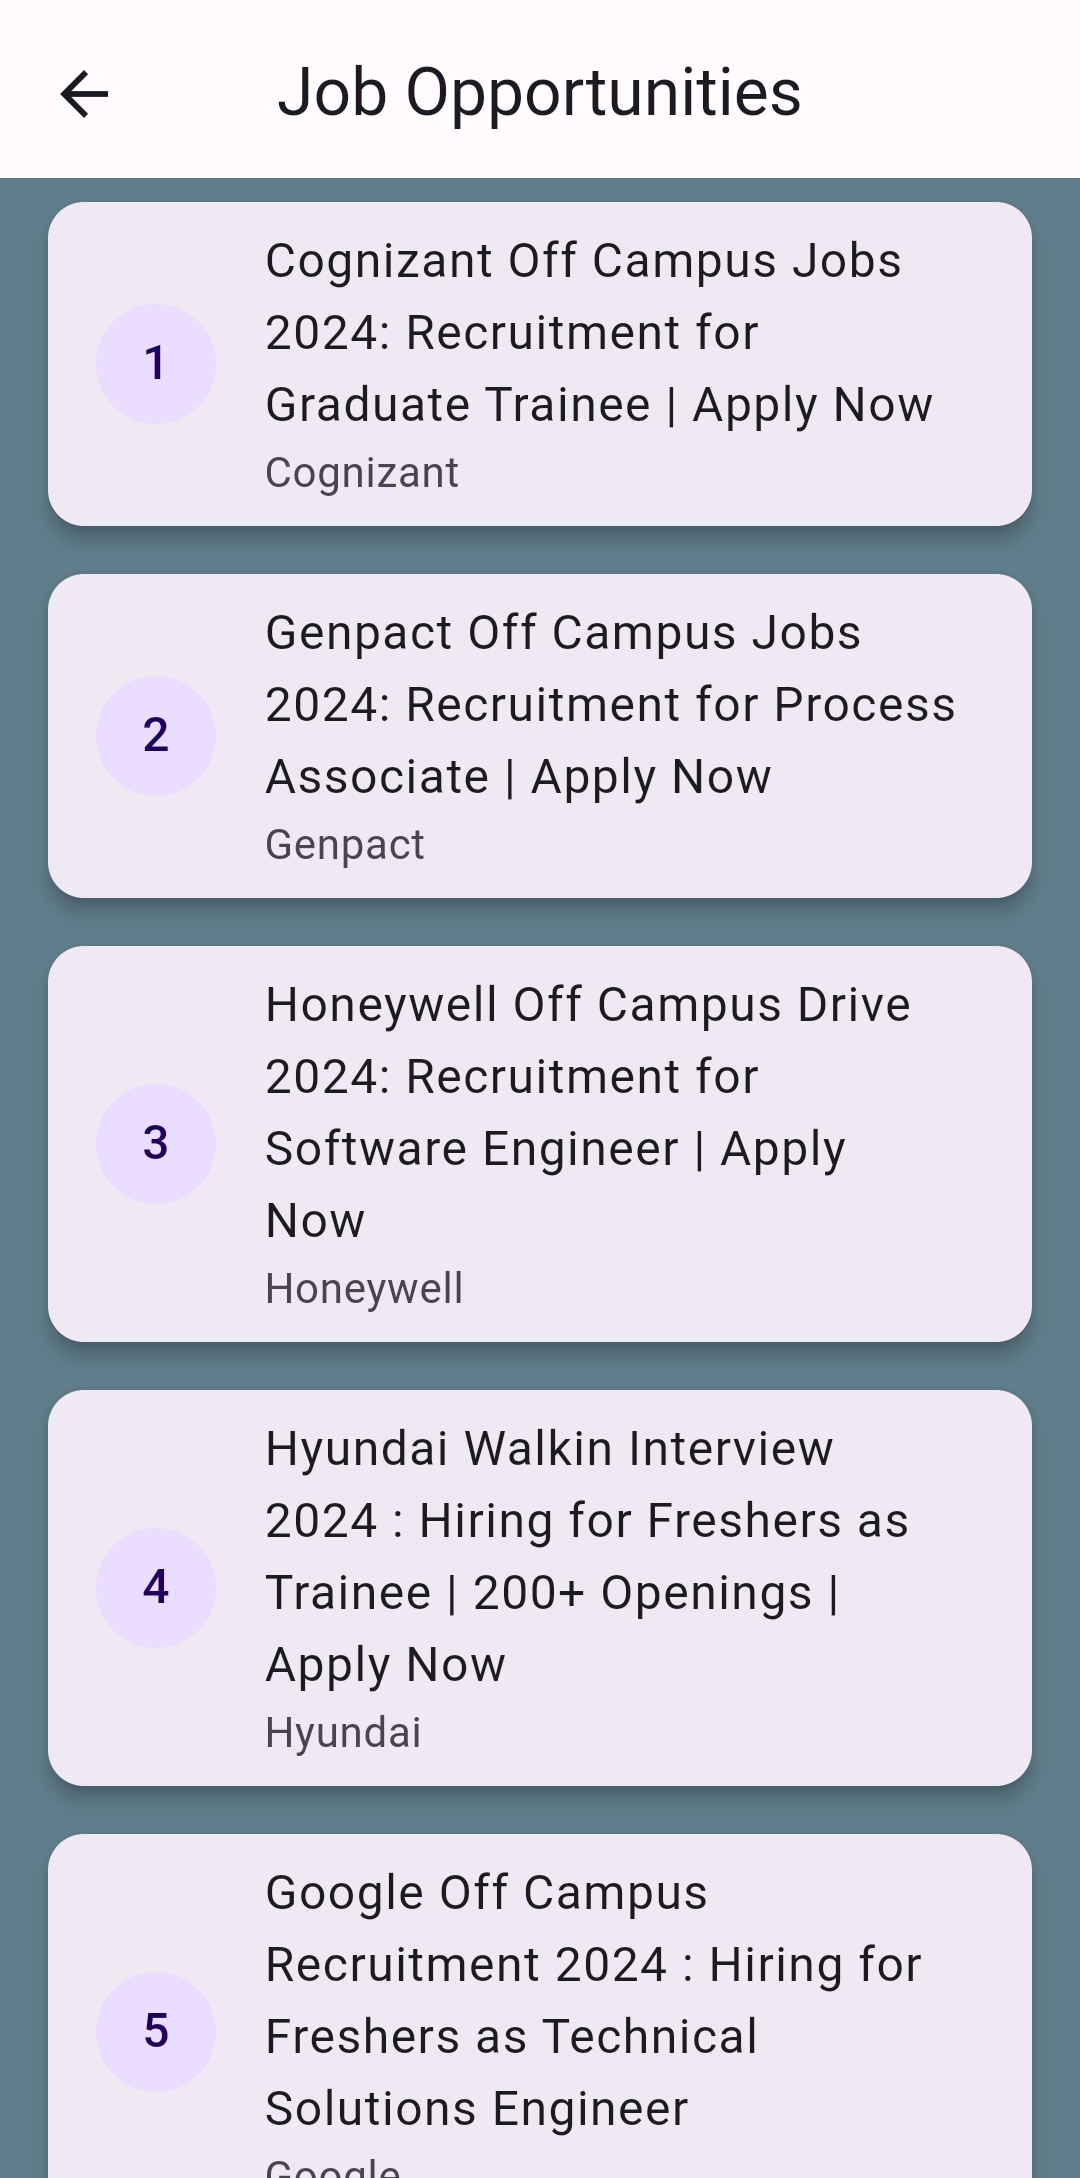 Job Opportunities
Cognizant Off Campus Jobs
2024: Recruitment for
Graduate Trainee | Apply Now
Cognizant
1
Genpact Off Campus Jobs
2024: Recruitment for Process
Associate | Apply Now
Genpact
2
Honeywell Off Campus Drive
2024: Recruitment for
Software Engineer | Apply
Now
Honeywell
3
Hyundai Walkin Interview
2024 : Hiring for Freshers as
Trainee | 200+ Openings |
Apply Now
Hyundai
4
Google Off Campus
Recruitment 2024 : Hiring for
Freshers as Technical
Solutions Engineer
Google
5